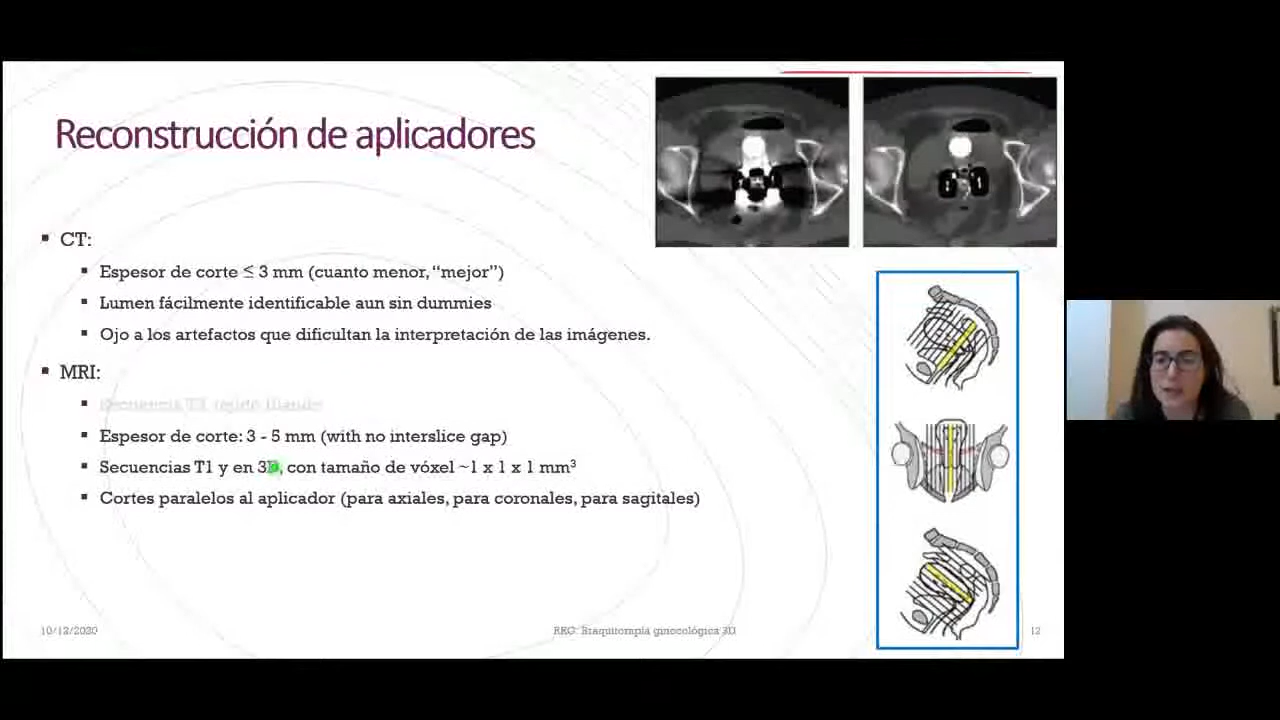 Reconstrucción de aplicadores
▪ CT:
▪ Espesor de corte ≤ 3 mm (cuanto menor, “mejor”)
▪ Lumen fácilmente identificable aun sin dummies
▪ Ojo a los artefactos que dificultan la interpretación de las imágenes.
▪ MRI:
▪ Espesor de corte: 3 - 5 mm (with no interslice gap)
▪ Secuencias T1 y en 3D, con tamaño de vóxel ~1 x 1 x 1 mm³
▪ Cortes paralelos al aplicador (para axiales, para coronales, para sagitales)
10/12/2020
Braquiterapia ginecológica 3D
12